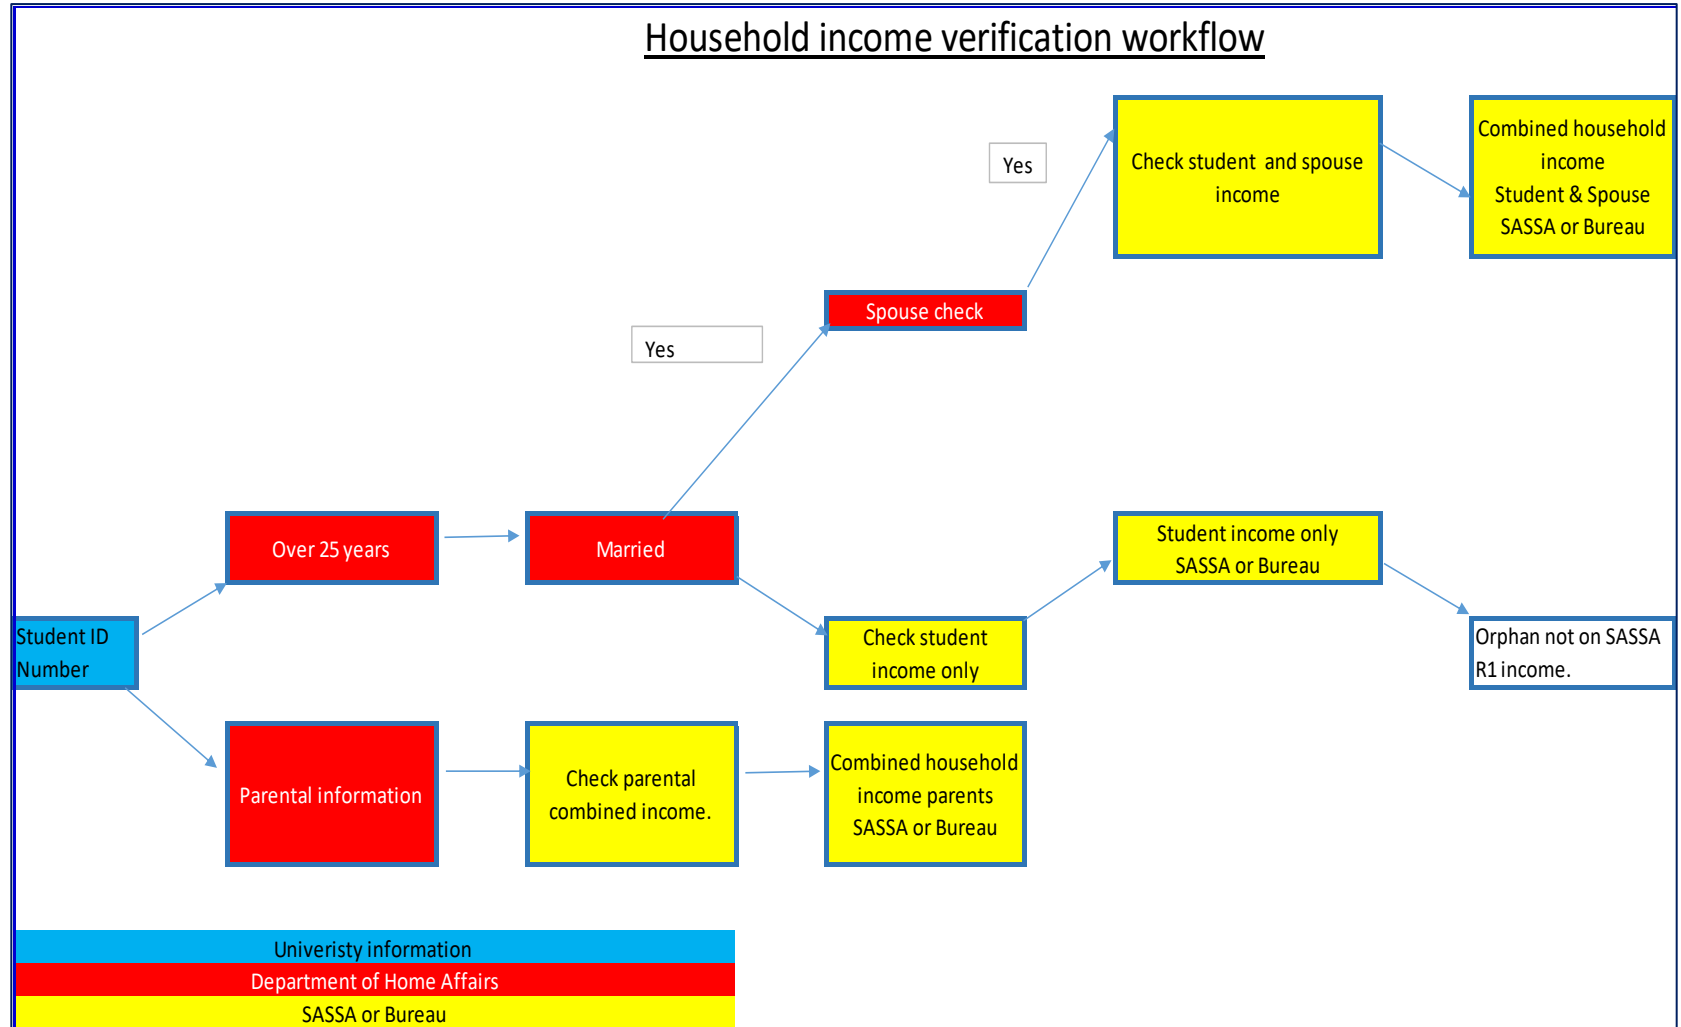 Household income verification workflow
Combined household
income
Student & Spouse
SASSA or Bureau
Check student and spouse
income
Yes
Spouse check
Yes
Over 25 years
Married
Student income only
SASSA or Bureau
Student ID
Number
Check student
income only
Orphan not on SASSA
R1 income.
Parental information
Check parental
combined income.
Combined household
income parents
SASSA or Bureau
Univeristy information
Department of Home Affairs
SASSA or Bureau